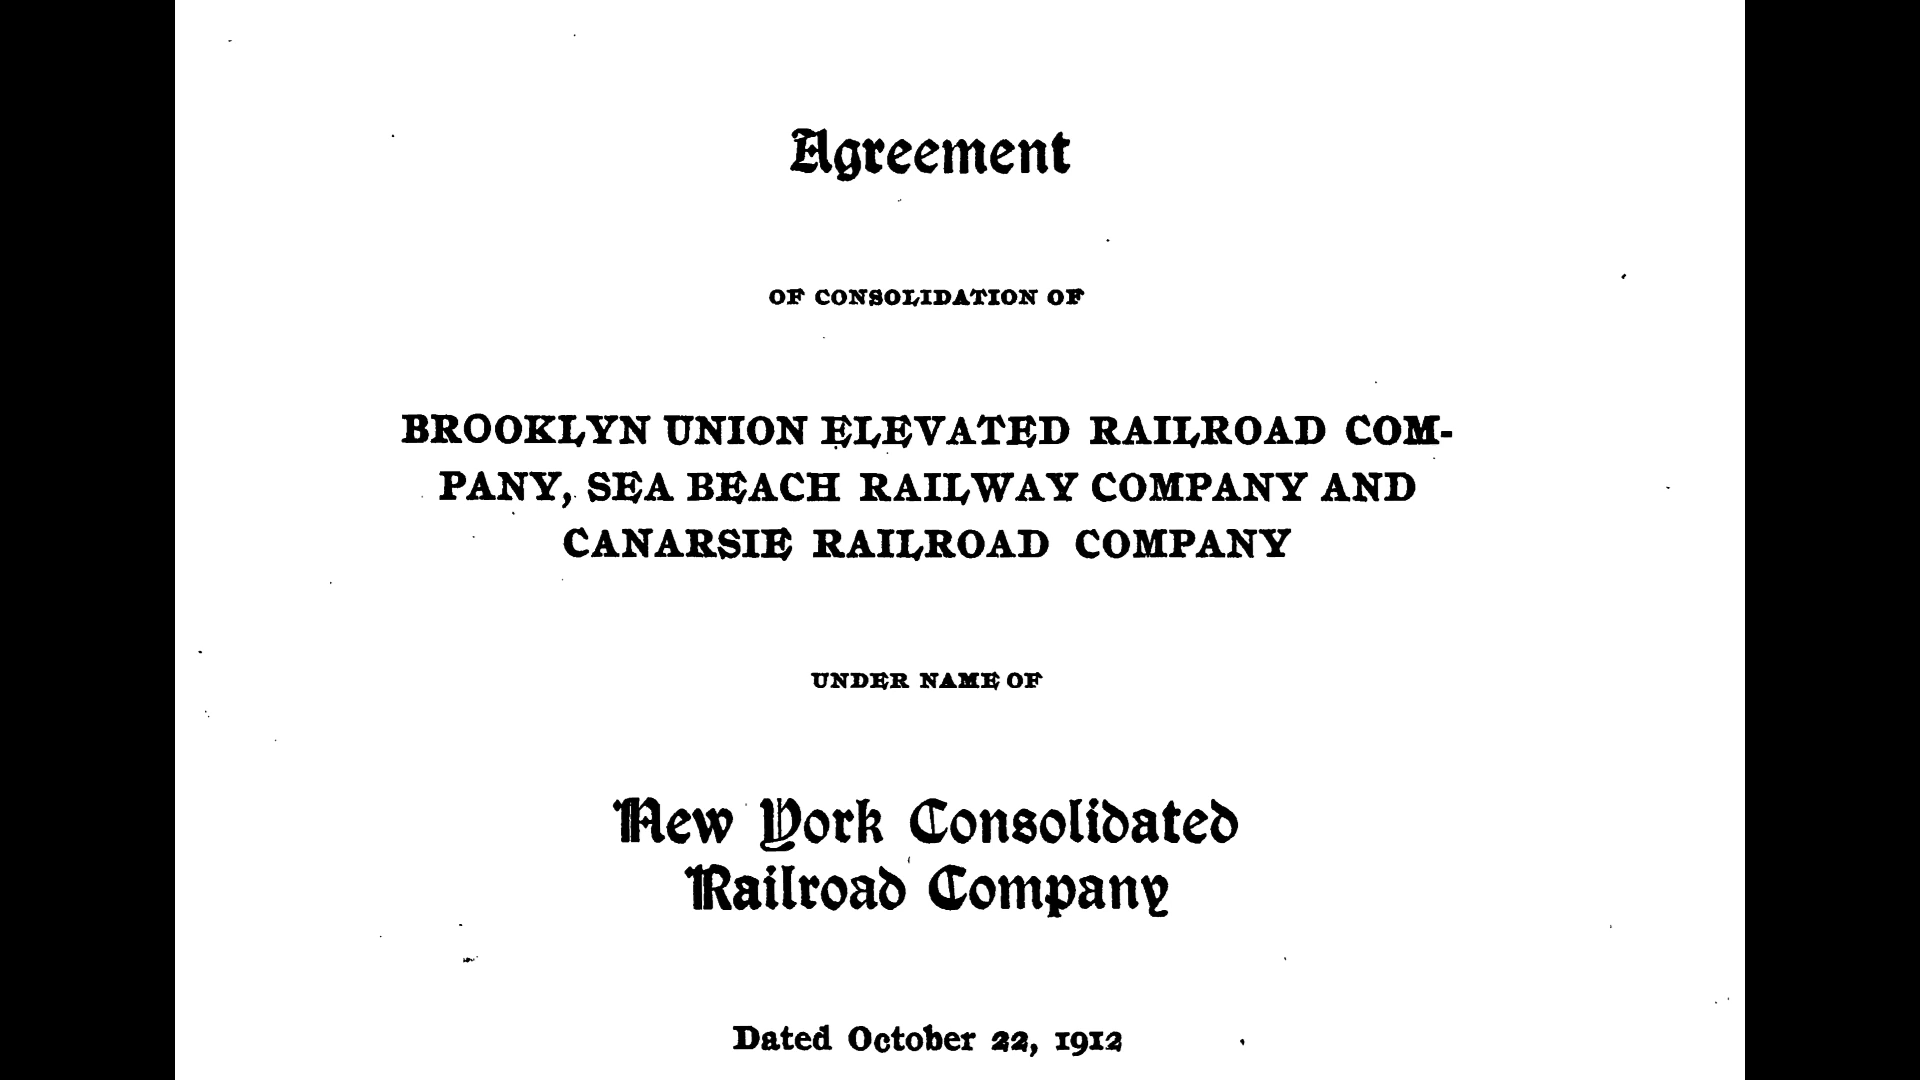 Agreement
OF CONSOLIDATION OF
BROOKLYN UNION ELEVATED RAILROAD COM-
PANY, SEA BEACH RAILWAY COMPANY AND
CANARSIE RAILROAD COMPANY
UNDER NAME OF
New York Consolidated
Railroad Company
Dated October 22, 1912